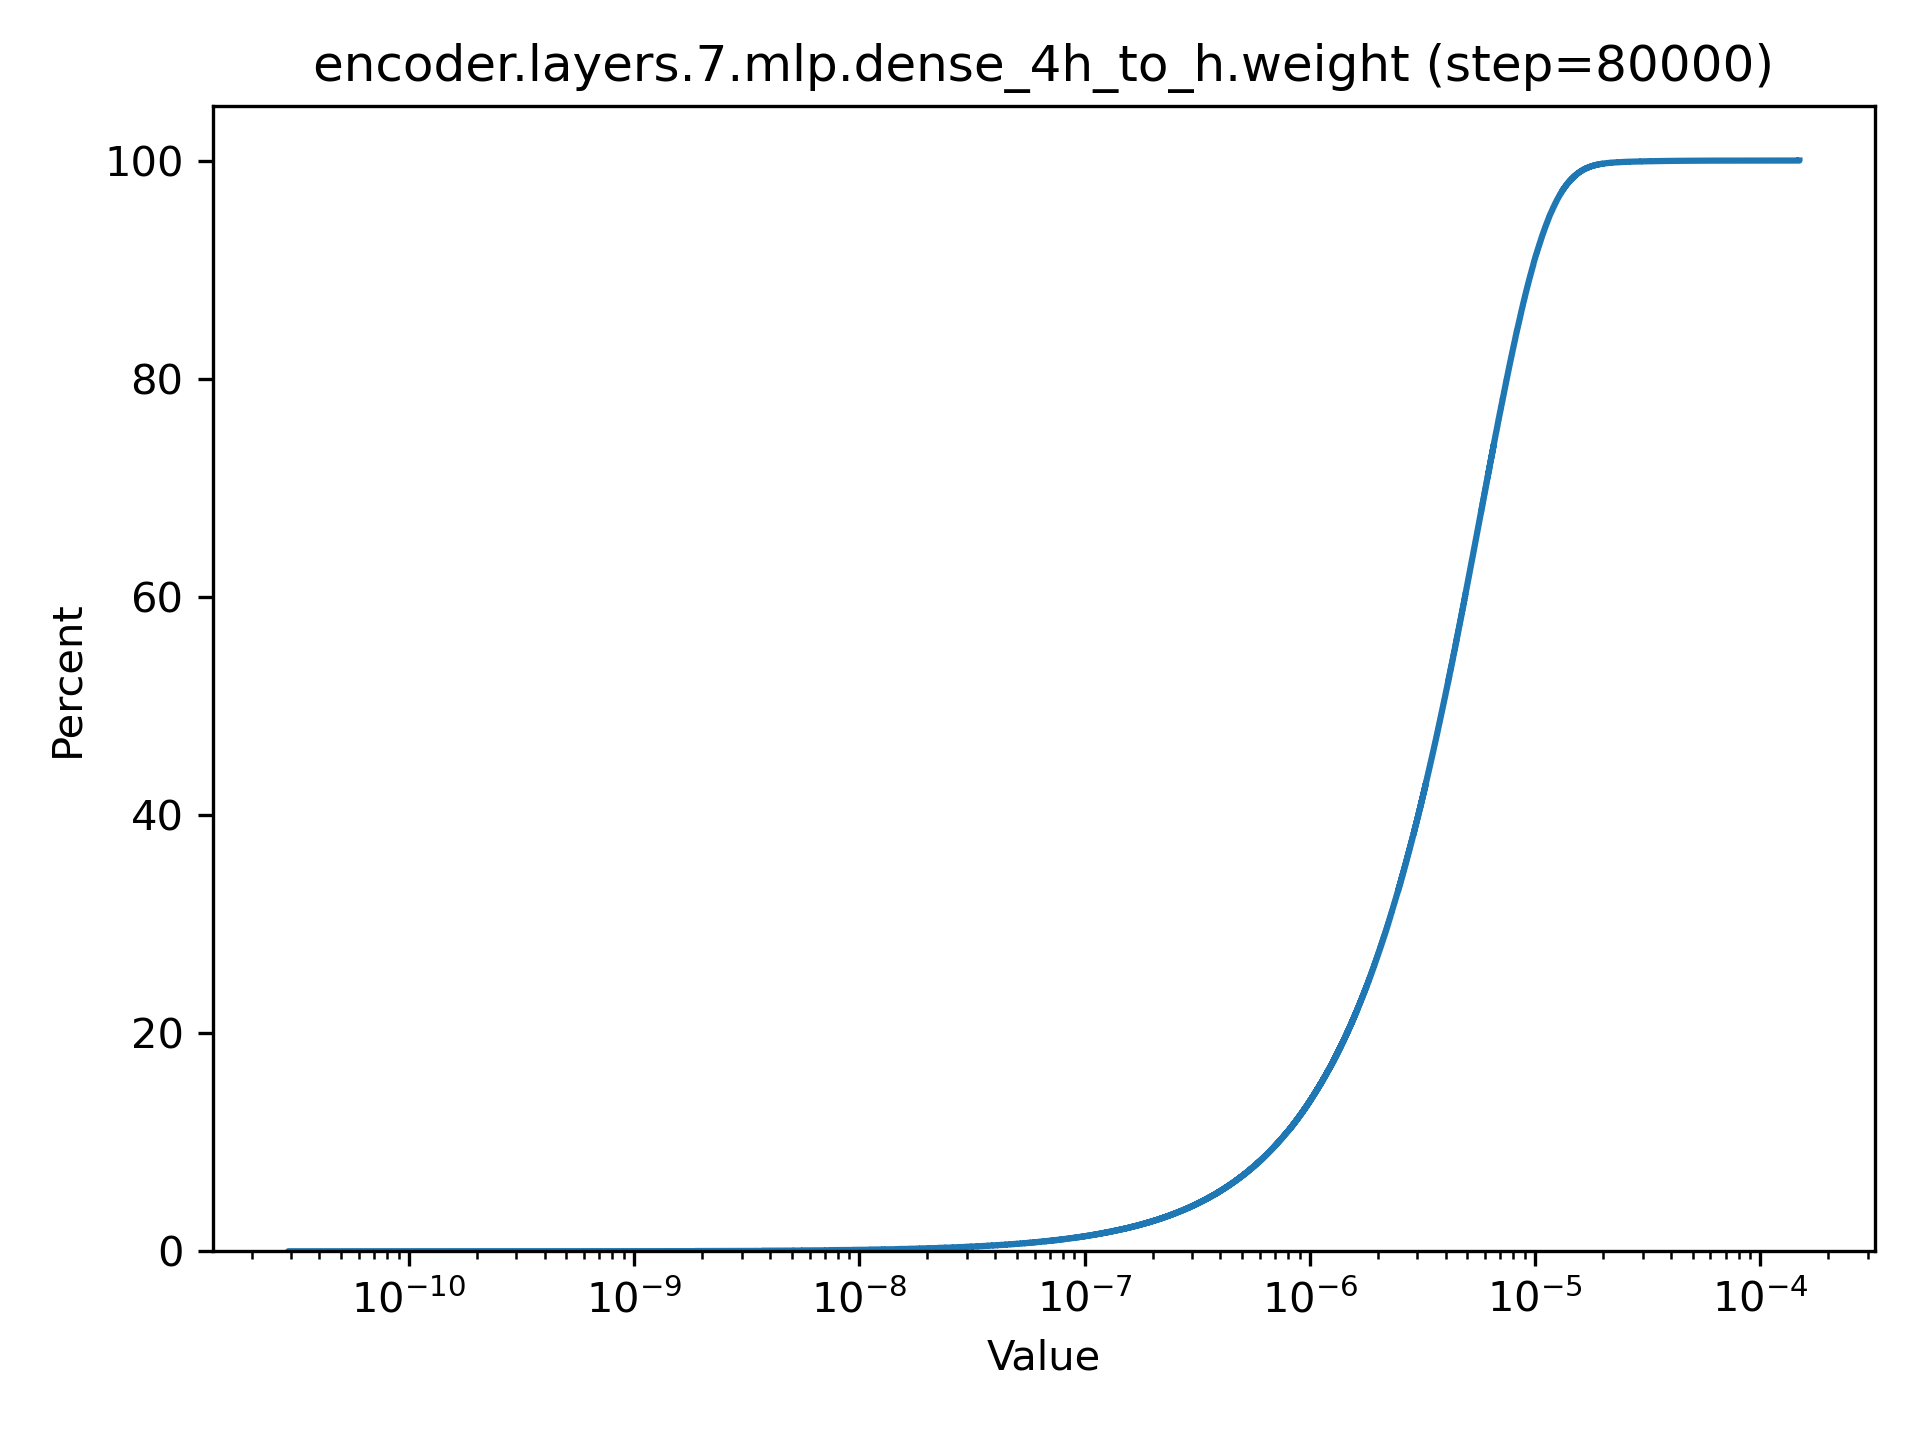 encoder.layers.7.mlp.dense_4h_to_h.weight (step=80000)
100
80
60
40
20
0
Percent
10⁻¹⁰ 10⁻⁹ 10⁻⁸ 10⁻⁷ 10⁻⁶ 10⁻⁵ 10⁻⁴
Value